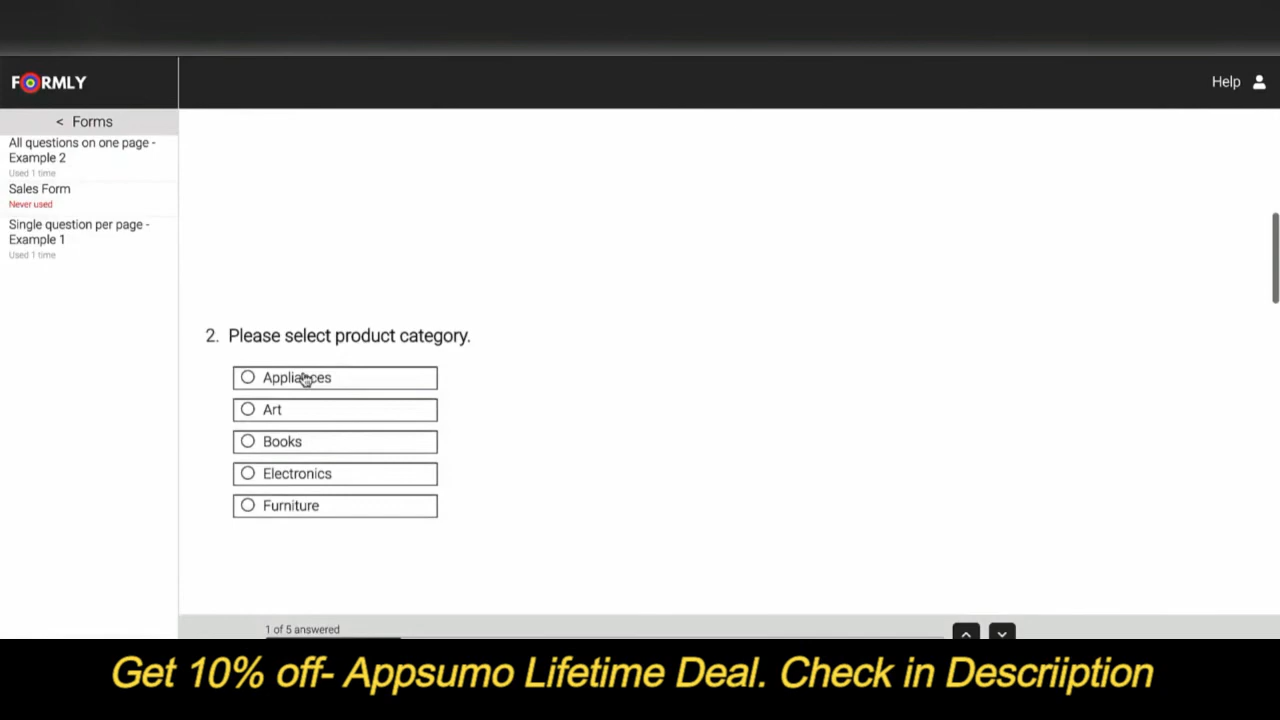 FORMLY
Help
< Forms
All questions on one page -
Example 2
Used 1 time
Sales Form
Never used
Single question per page -
Example 1
Used 1 time
2. Please select product category.
Appliances
Art
Books
Electronics
Furniture
1 of 5 answered
Get 10% off- Appsumo Lifetime Deal. Check in Descriiption